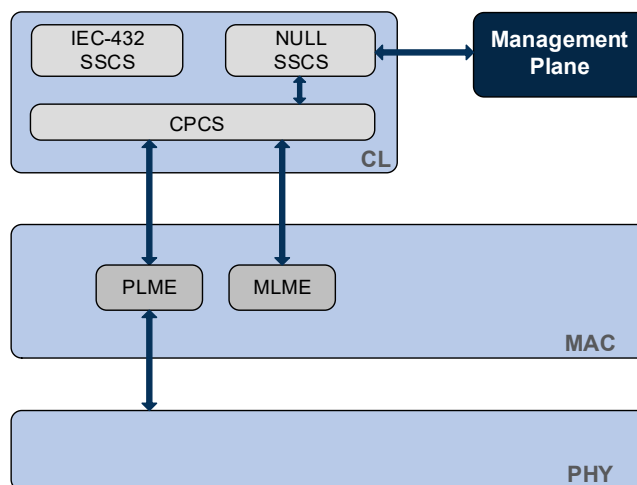 IEC-432
SSCS
NULL
SSCS
Management
Plane
CPCS
CL
PLME
MLME
MAC
PHY